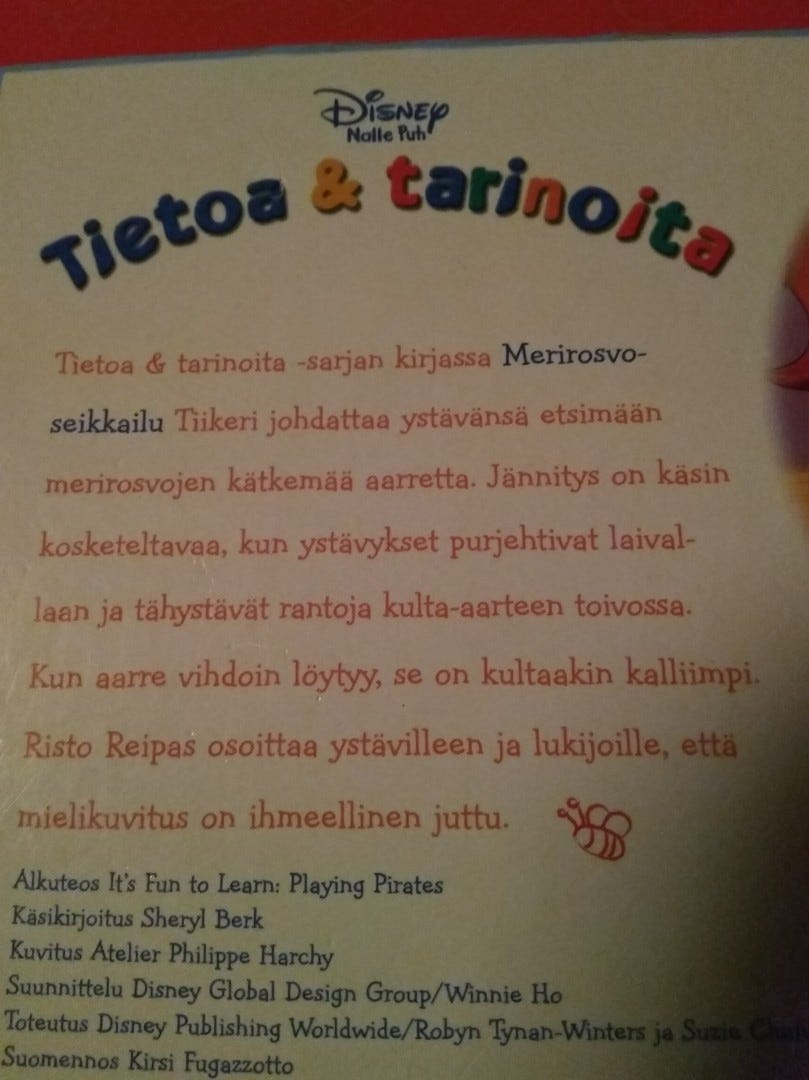 Disney
Nalle Puh
Tietoa & tarinoita
Tietoa & tarinoita -sarjan kirjassa Merirosvo-
seikkailu Tiikeri johdattaa ystävänsä etsimään
merirosvojen kätkemää aarretta. Jännitys on käsin
kosketeltavaa, kun ystävykset purjehtivat laival-
laan ja tähystävät rantoja kulta-aarteen toivossa.
Kun aarre vihdoin löytyy, se on kultaakin kalliimpi.
Risto Reipas osoittaa ystävilleen ja lukijoille, että
mielikuvitus on ihmeellinen juttu.
Alkuteos It's Fun to Learn: Playing Pirates
Käsikirjoitus Sheryl Berk
Kuvitus Atelier Philippe Harchy
Suunnittelu Disney Global Design Group/Winnie Ho
Toteutus Disney Publishing Worldwide/Robyn Tynan-Winters ja Suzie
Suomennos Kirsi Fugazzotto